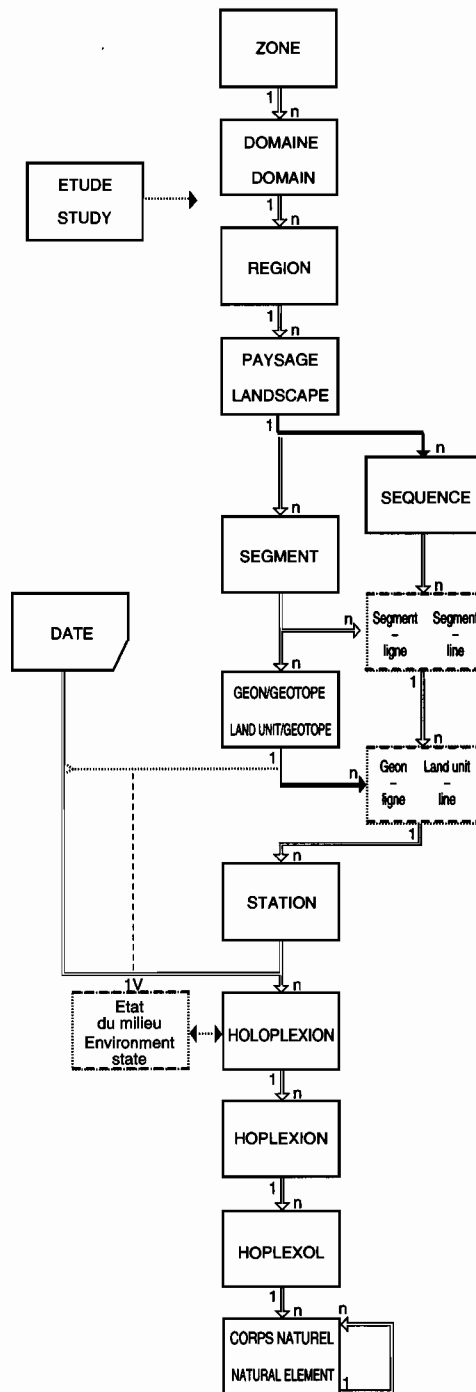 ZONE
1
n
DOMAINE
DOMAIN
ETUDE
STUDY
1
n
REGION
1
n
PAYSAGE
LANDSCAPE
1
n
n
SEQUENCE
SEGMENT
n
n
Segment Segment
– –
ligne line
DATE
n
GEON/GEOTOPE
LAND UNIT/GEOTOPE
1
1
n
n
Geon Land unit
– –
ligne line
1
n
STATION
1V
n
Etat
du milieu
Environment
state
HOLOPLEXION
1
n
HOPLEXION
1
n
HOPLEXOL
1
n
n
CORPS NATUREL
NATURAL ELEMENT
1